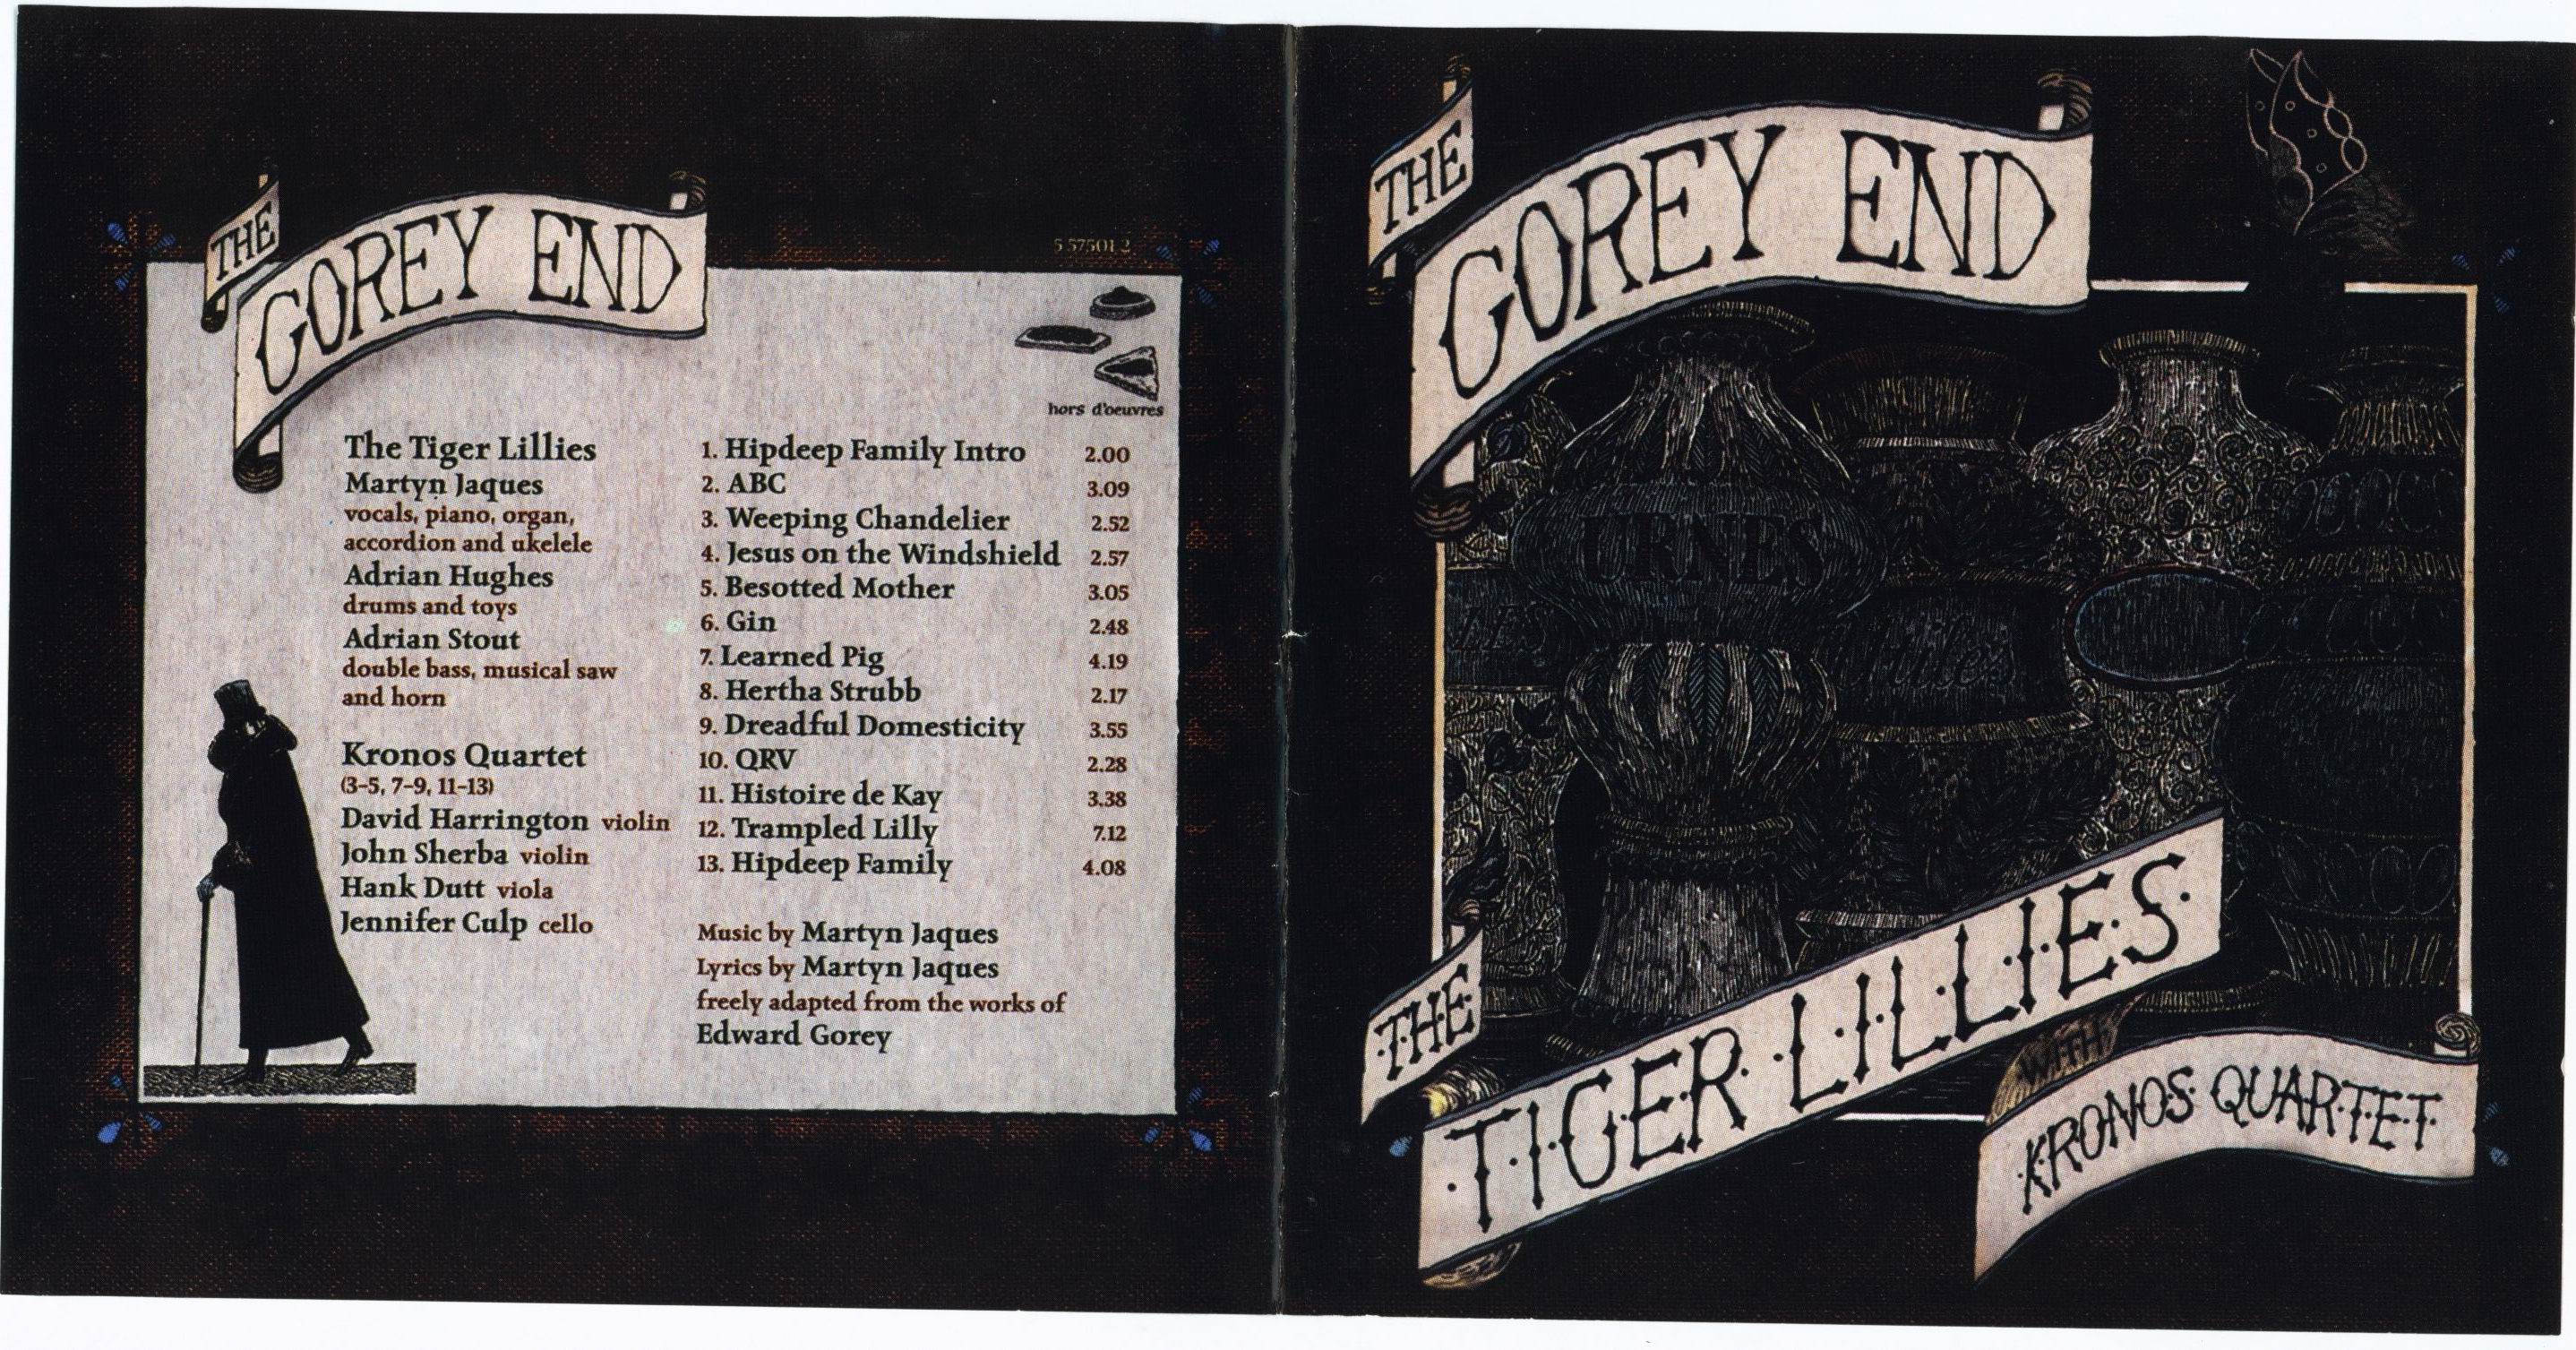 THE
GOREY END
5 57501 2
hors d'oeuvres
The Tiger Lillies
Martyn Jaques
vocals, piano, organ,
accordion and ukelele
Adrian Hughes
drums and toys
Adrian Stout
double bass, musical saw
and horn
Kronos Quartet
(3-5, 7-9, 11-13)
David Harrington violin
John Sherba violin
Hank Dutt viola
Jennifer Culp cello
1. Hipdeep Family Intro 2.00
2. ABC 3.09
3. Weeping Chandelier 2.52
4. Jesus on the Windshield 2.57
5. Besotted Mother 3.05
6. Gin 2.48
7. Learned Pig 4.19
8. Hertha Strubb 2.17
9. Dreadful Domesticity 3.55
10. QRV 2.28
11. Histoire de Kay 3.38
12. Trampled Lilly 7.12
13. Hipdeep Family 4.08
Music by Martyn Jaques
Lyrics by Martyn Jaques
freely adapted from the works of
Edward Gorey
THE
GOREY END
URNES
THE
TIGER LILLIES
WITH
KRONOS QUARTET